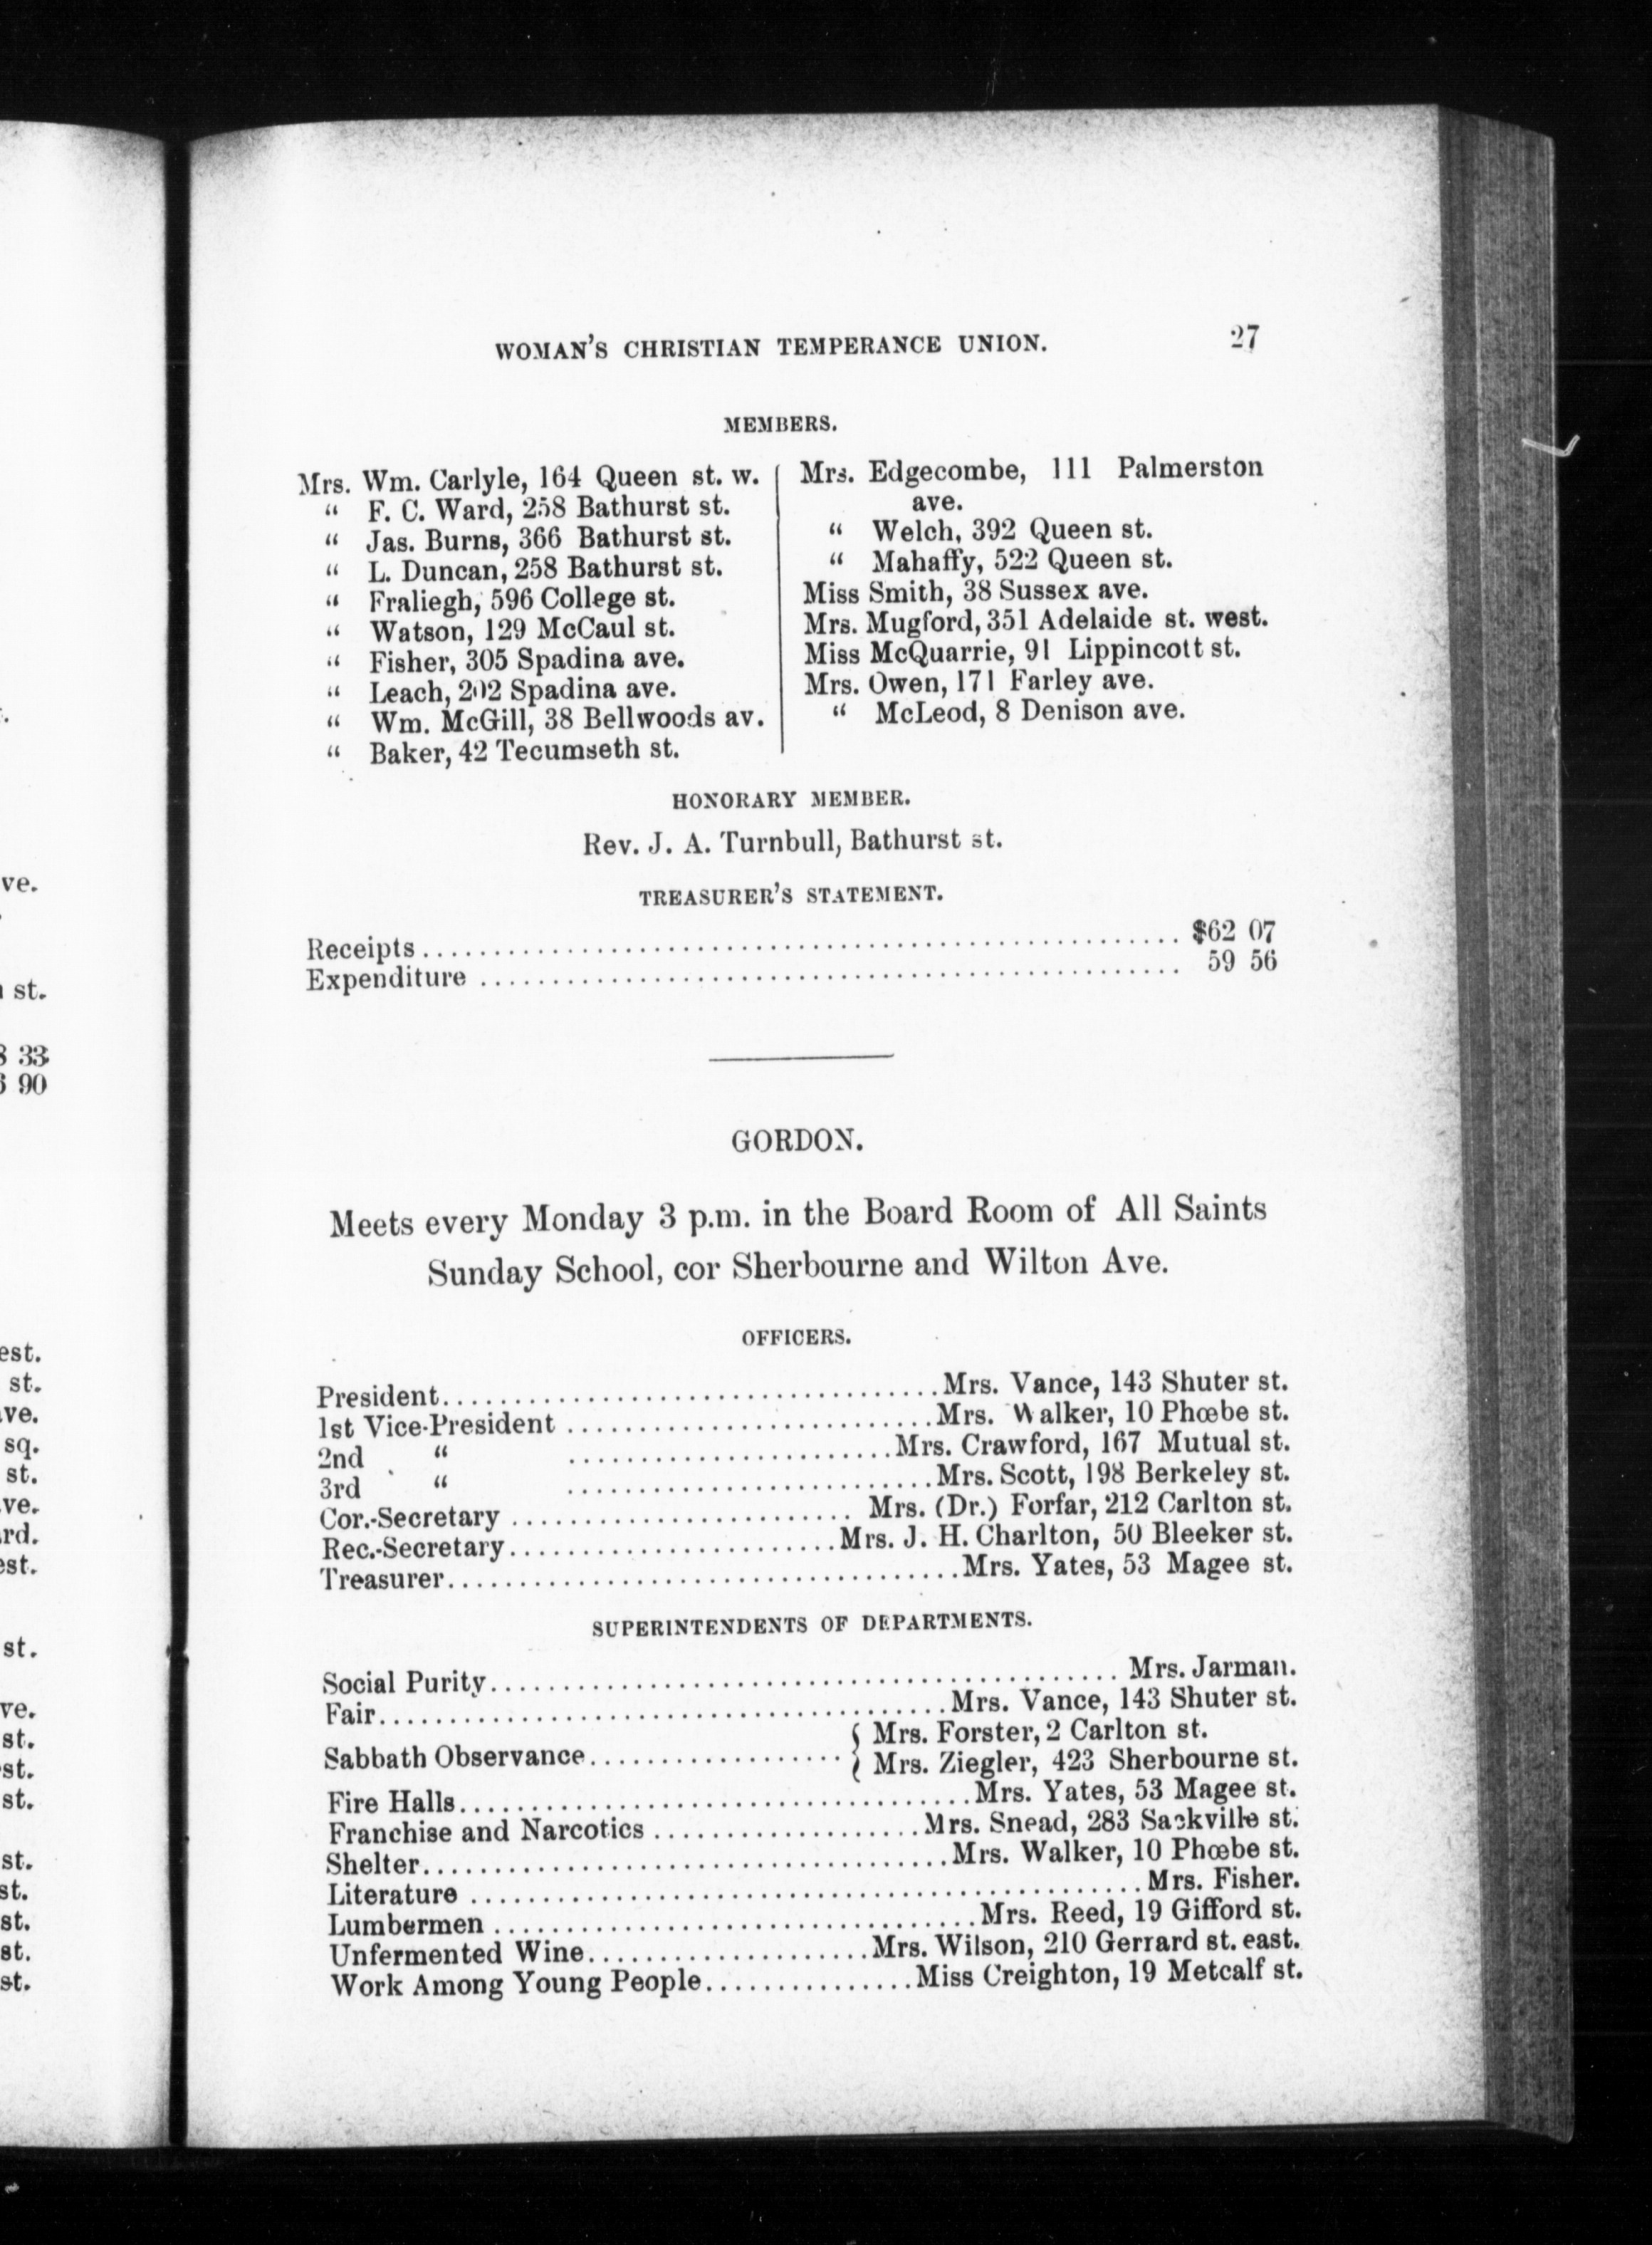 WOMAN'S CHRISTIAN TEMPERANCE UNION. 27
MEMBERS.
Mrs. Wm. Carlyle, 164 Queen st. w.
“ F. C. Ward, 258 Bathurst st.
“ Jas. Burns, 366 Bathurst st.
“ L. Duncan, 258 Bathurst st.
“ Fraliegh, 596 College st.
“ Watson, 129 McCaul st.
“ Fisher, 305 Spadina ave.
“ Leach, 202 Spadina ave.
“ Wm. McGill, 38 Bellwoods av.
“ Baker, 42 Tecumseth st.
Mrs. Edgecombe, 111 Palmerston
ave.
“ Welch, 392 Queen st.
“ Mahaffy, 522 Queen st.
Miss Smith, 38 Sussex ave.
Mrs. Mugford, 351 Adelaide st. west.
Miss McQuarrie, 91 Lippincott st.
Mrs. Owen, 171 Farley ave.
“ McLeod, 8 Denison ave.
HONORARY MEMBER.
Rev. J. A. Turnbull, Bathurst st.
TREASURER'S STATEMENT.
Receipts.................... $62 07
Expenditure .................... 59 56
GORDON.
Meets every Monday 3 p.m. in the Board Room of All Saints
Sunday School, cor Sherbourne and Wilton Ave.
OFFICERS.
President....................Mrs. Vance, 143 Shuter st.
1st Vice-President ....................Mrs. Walker, 10 Phœbe st.
2nd “ ....................Mrs. Crawford, 167 Mutual st.
3rd “ ....................Mrs. Scott, 198 Berkeley st.
Cor.-Secretary .................... Mrs. (Dr.) Forfar, 212 Carlton st.
Rec.-Secretary....................Mrs. J. H. Charlton, 50 Bleeker st.
Treasurer....................Mrs. Yates, 53 Magee st.
SUPERINTENDENTS OF DEPARTMENTS.
Social Purity.................... Mrs. Jarman.
Fair....................Mrs. Vance, 143 Shuter st.
Sabbath Observance.................... { Mrs. Forster, 2 Carlton st.
Mrs. Ziegler, 423 Sherbourne st.
Fire Halls....................Mrs. Yates, 53 Magee st.
Franchise and Narcotics ....................Mrs. Snead, 283 Sackville st.
Shelter....................Mrs. Walker, 10 Phœbe st.
Literature ....................Mrs. Fisher.
Lumbermen ....................Mrs. Reed, 19 Gifford st.
Unfermented Wine....................Mrs. Wilson, 210 Gerrard st. east.
Work Among Young People....................Miss Creighton, 19 Metcalf st.